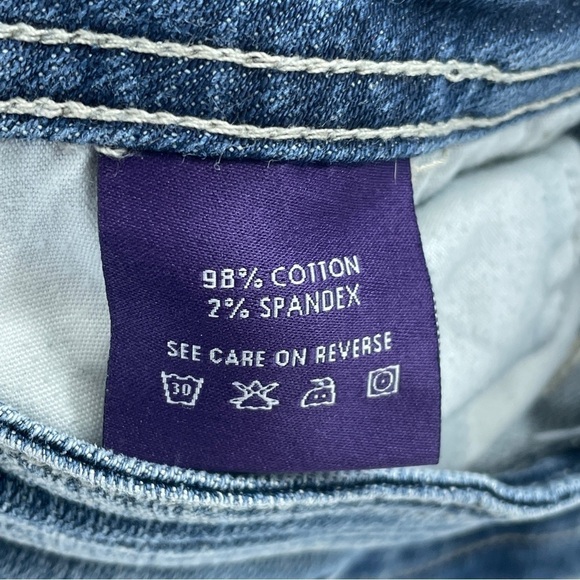 98% COTTON
2% SPANDEX
SEE CARE ON REVERSE
30